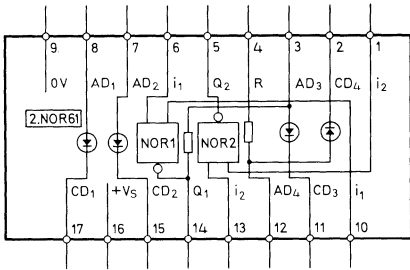 9 8 7 6 5 4 3 2 1
0V AD₁ AD₂ i₁ Q₂ R AD₃ CD₄ i₂
2.NOR61
NOR1 NOR2
CD₁ +Vs CD₂ Q₁ i₂ AD₄ CD₃ i₁
17 16 15 14 13 12 11 10